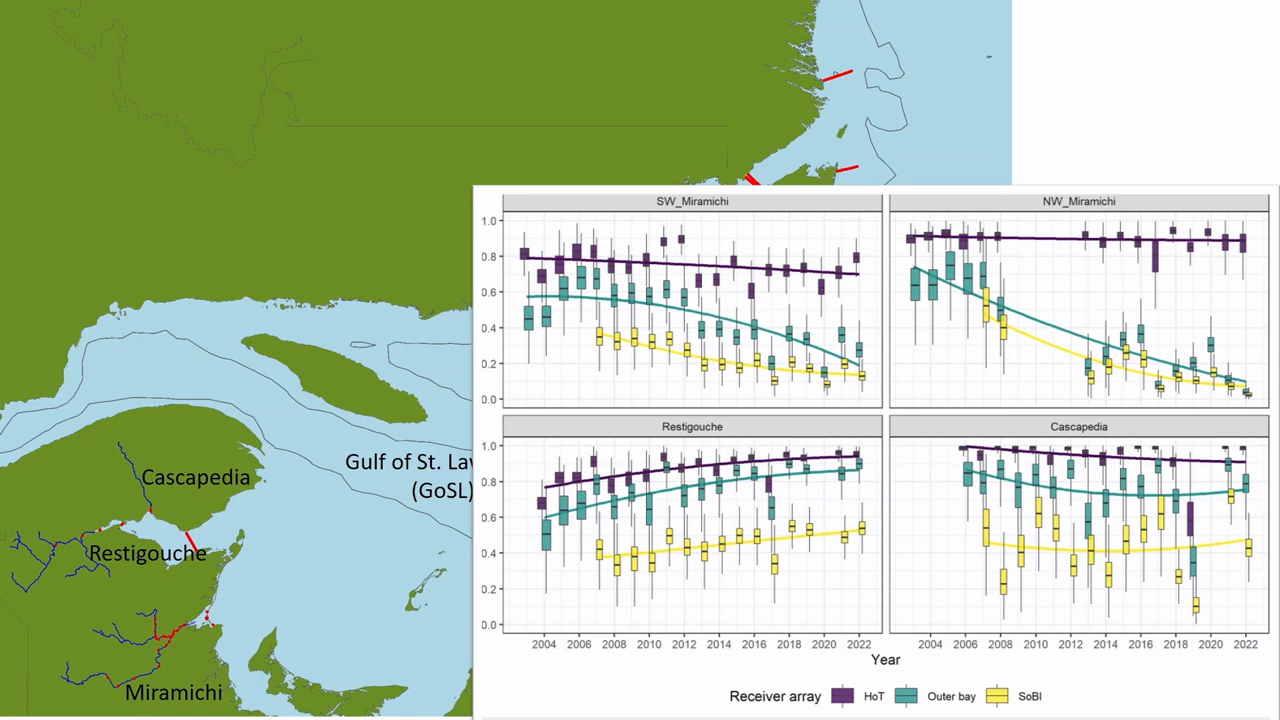 SW_Miramichi
NW_Miramichi
1.0
0.8
0.6
0.4
0.2
0.0
Restigouche
Cascapedia
1.0
0.8
0.6
0.4
0.2
0.0
2004 2006 2008 2010 2012 2014 2016 2018 2020 2022
2004 2006 2008 2010 2012 2014 2016 2018 2020 2022
Year
Receiver array HoT Outer bay SoBI
Gulf of St. La
(GoSL)
Cascapedia
Restigouche
Miramichi